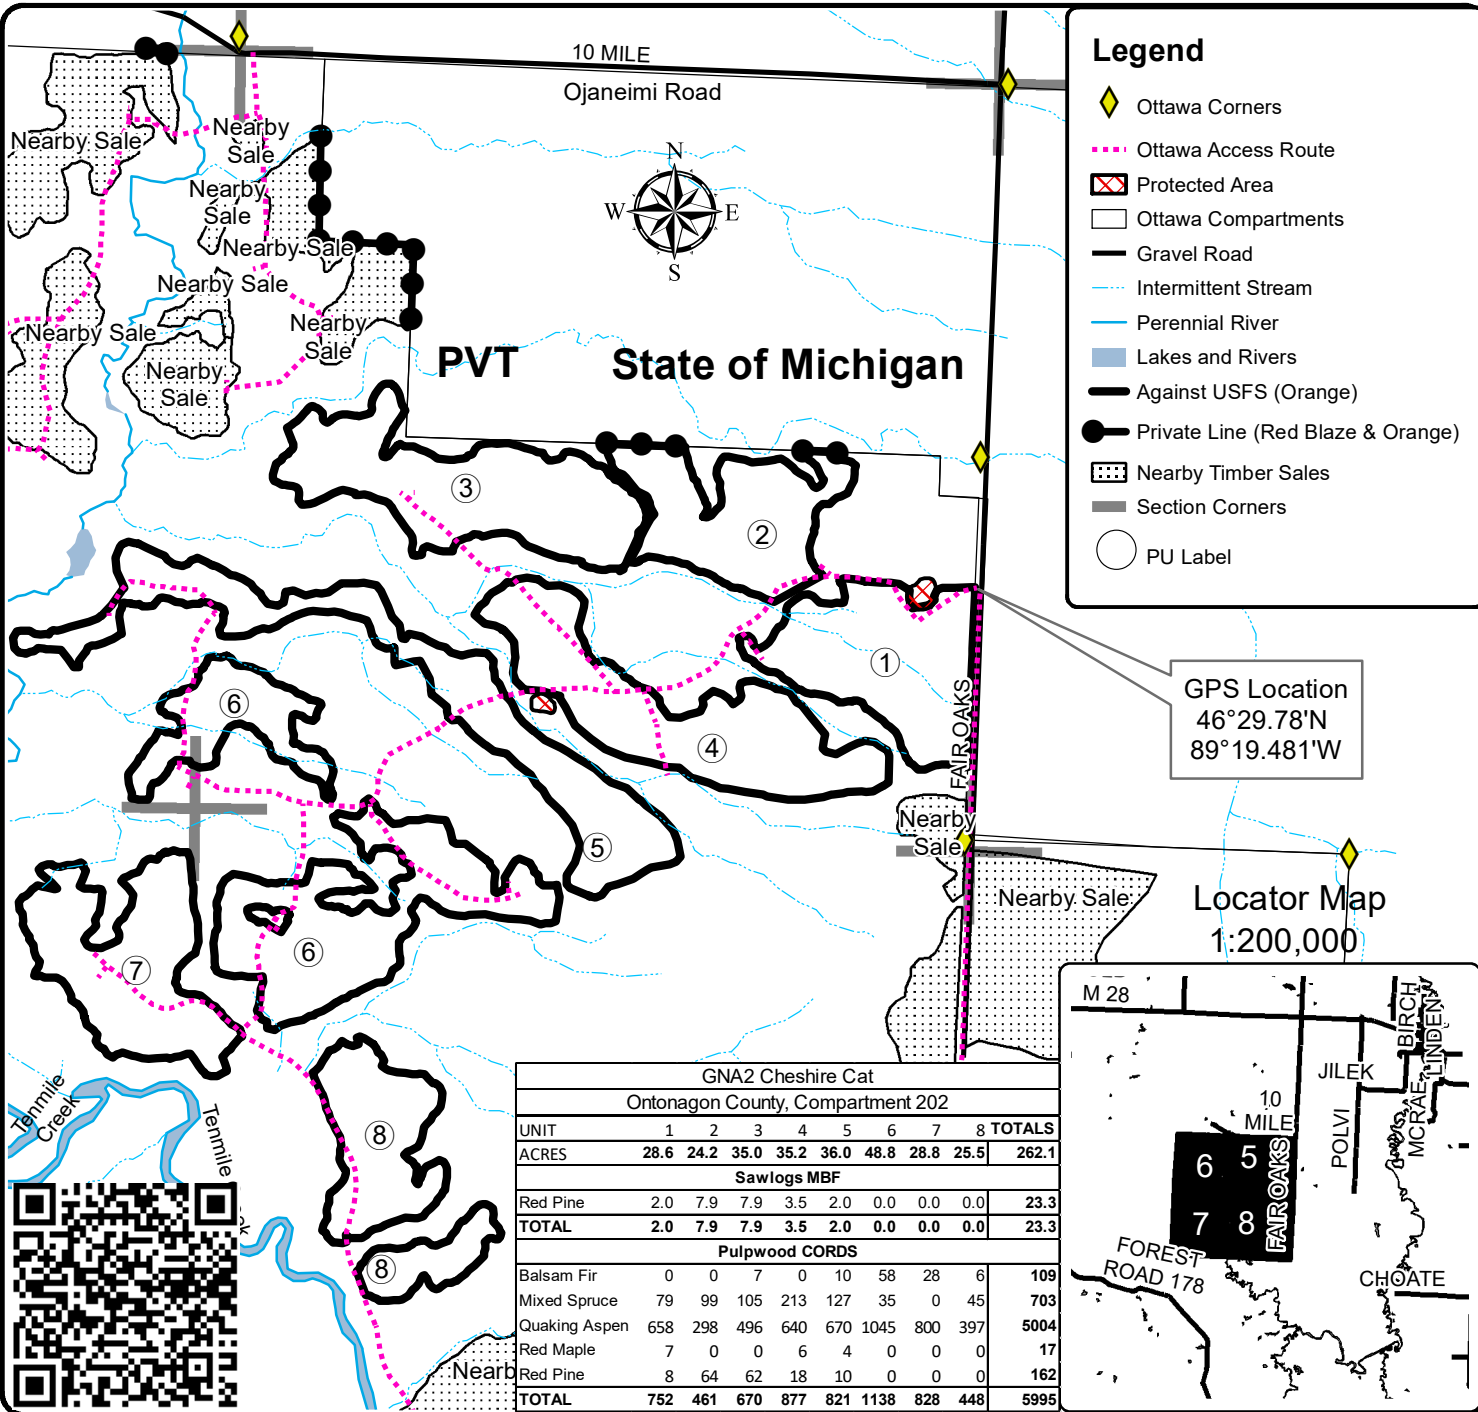 10 MILE
Ojaneimi Road
Nearby Sale
Nearby
Sale
Nearby
Sale
Nearby Sale
Nearby Sale
Nearby Sale
Nearby
Sale
Nearby
Sale
N
W
E
S
PVT
State of Michigan
3
2
1
6
4
5
6
7
8
8
FAIR OAKS
Nearby
Sale
Nearby Sale
Tenmile
Creek
Tenmile
Legend
Ottawa Corners
Ottawa Access Route
Protected Area
Ottawa Compartments
Gravel Road
Intermittent Stream
Perennial River
Lakes and Rivers
Against USFS (Orange)
Private Line (Red Blaze & Orange)
Nearby Timber Sales
Section Corners
PU Label
GPS Location
46°29.78'N
89°19.481'W
Locator Map
1:200,000
M 28
BIRCH
LINDEN
JILEK
MCRAE
10
MILE
POLVI
6 5
7 8
FAIR OAKS
FOREST
ROAD 178
CHOATE
GNA2 Cheshire Cat
Ontonagon County, Compartment 202
UNIT 1 2 3 4 5 6 7 8 TOTALS
ACRES 28.6 24.2 35.0 35.2 36.0 48.8 28.8 25.5 262.1
Sawlogs MBF
Red Pine 2.0 7.9 7.9 3.5 2.0 0.0 0.0 0.0 23.3
TOTAL 2.0 7.9 7.9 3.5 2.0 0.0 0.0 0.0 23.3
Pulpwood CORDS
Balsam Fir 0 0 7 0 10 58 28 6 109
Mixed Spruce 79 99 105 213 127 35 0 45 703
Quaking Aspen 658 298 496 640 670 1045 800 397 5004
Red Maple 7 0 0 6 4 0 0 0 17
Red Pine 8 64 62 18 10 0 0 0 162
TOTAL 752 461 670 877 821 1138 828 448 5995